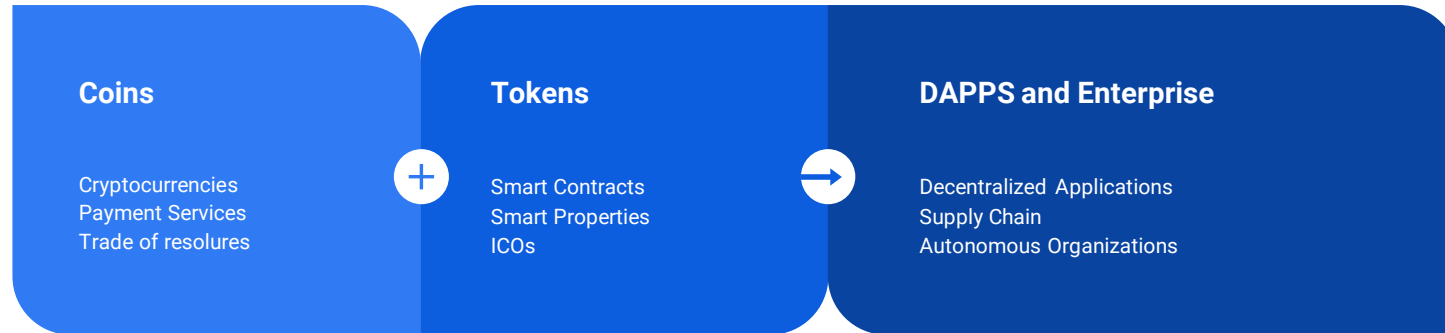 Coins
Cryptocurrencies
Payment Services
Trade of resolures
Tokens
Smart Contracts
Smart Properties
ICOs
DAPPS and Enterprise
Decentralized Applications
Supply Chain
Autonomous Organizations